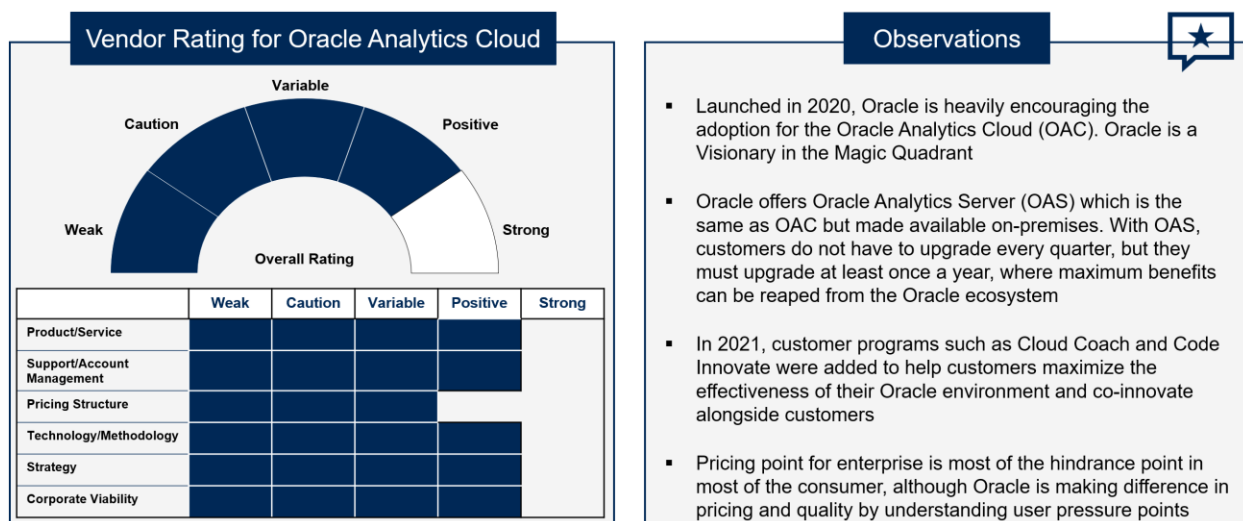 Vendor Rating for Oracle Analytics Cloud
Variable
Caution
Positive
Weak
Strong
Overall Rating
Weak Caution Variable Positive Strong
Product/Service
Support/Account
Management
Pricing Structure
Technology/Methodology
Strategy
Corporate Viability
Observations
▪ Launched in 2020, Oracle is heavily encouraging the
adoption for the Oracle Analytics Cloud (OAC). Oracle is a
Visionary in the Magic Quadrant
▪ Oracle offers Oracle Analytics Server (OAS) which is the
same as OAC but made available on-premises. With OAS,
customers do not have to upgrade every quarter, but they
must upgrade at least once a year, where maximum benefits
can be reaped from the Oracle ecosystem
▪ In 2021, customer programs such as Cloud Coach and Code
Innovate were added to help customers maximize the
effectiveness of their Oracle environment and co-innovate
alongside customers
▪ Pricing point for enterprise is most of the hindrance point in
most of the consumer, although Oracle is making difference in
pricing and quality by understanding user pressure points